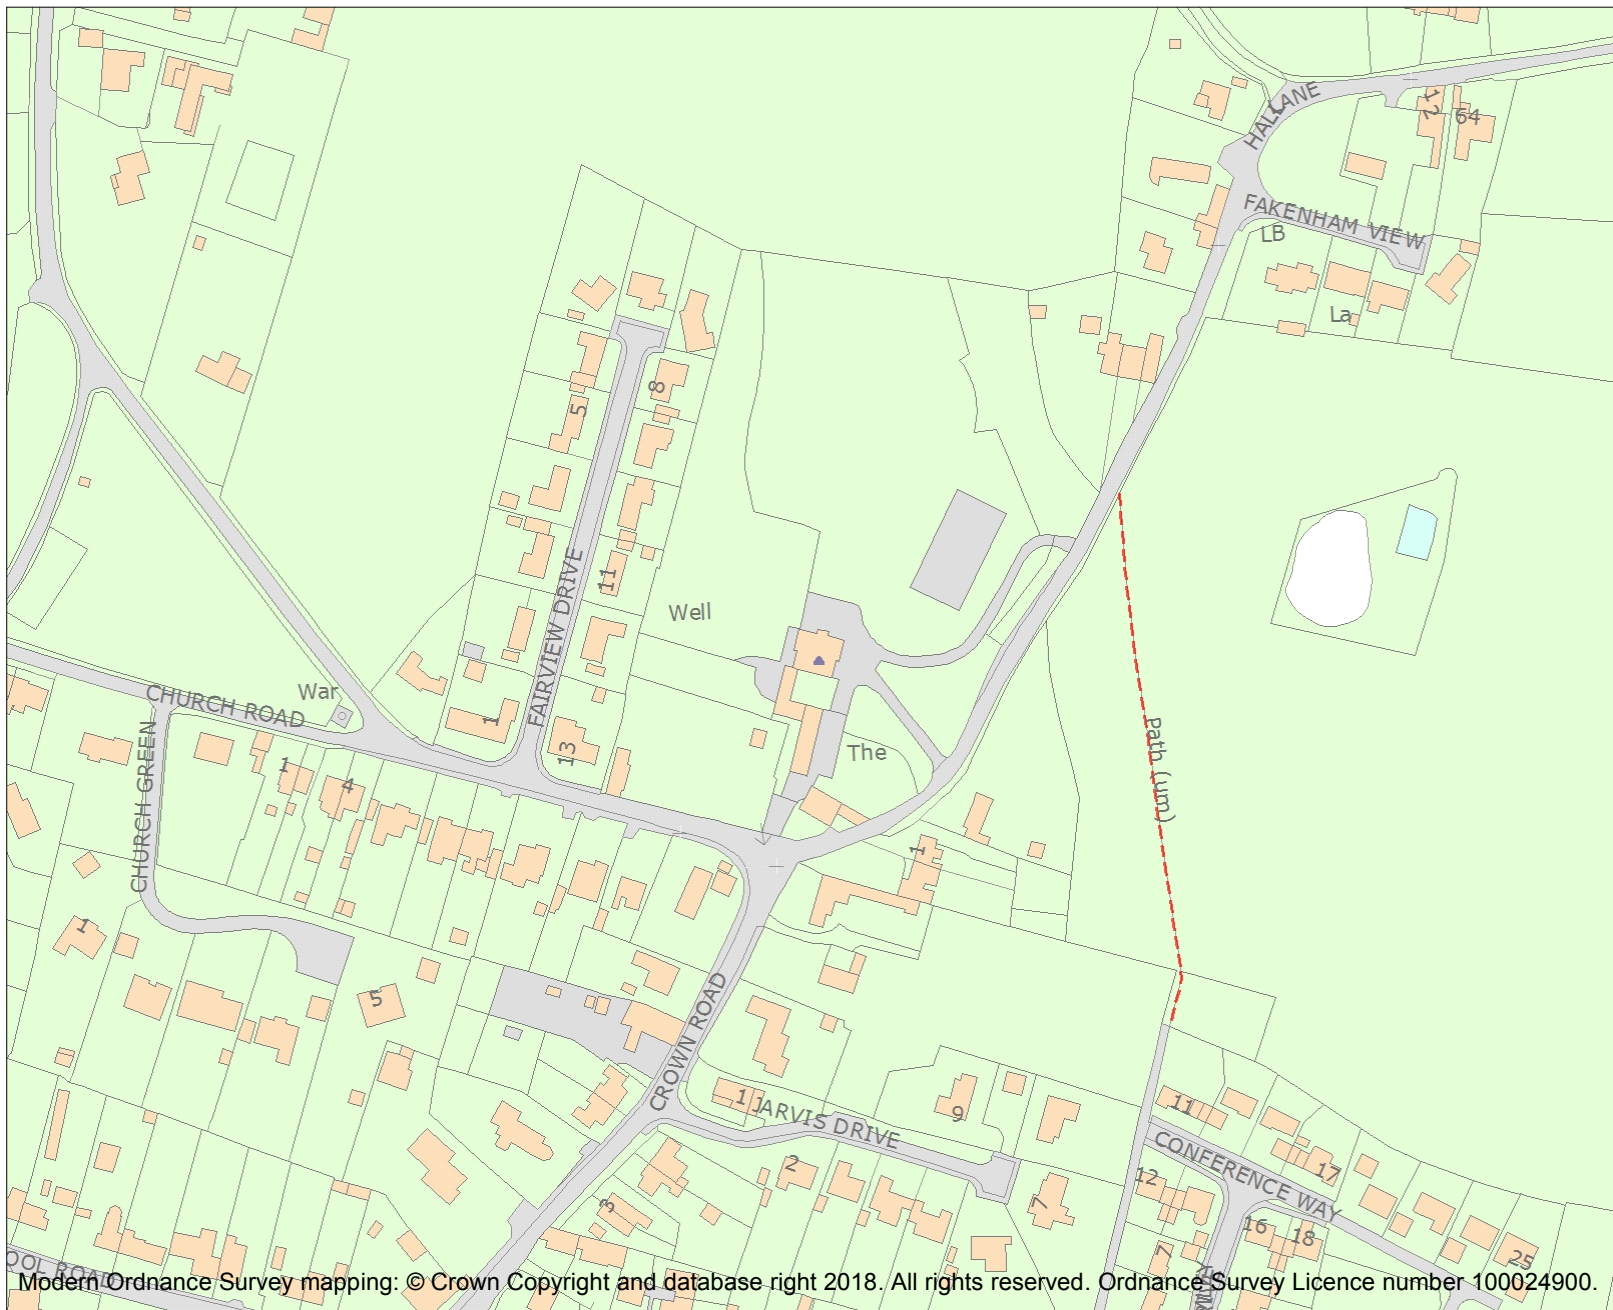 HALL LANE
12
64
FAKENHAM VIEW
LB
La
8
5
FAIRVIEW DRIVE
11
Well
War
CHURCH ROAD
1
13
The
Path (um)
CHURCH GREEN
1
4
1
1
5
CROWN ROAD
1
JARVIS DRIVE
9
11
CONFERENCE WAY
2
12
17
7
3
16
18
7
25
OOL ROAD
Modern Ordnance Survey mapping: © Crown Copyright and database right 2018. All rights reserved. Ordnance Survey Licence number 100024900.